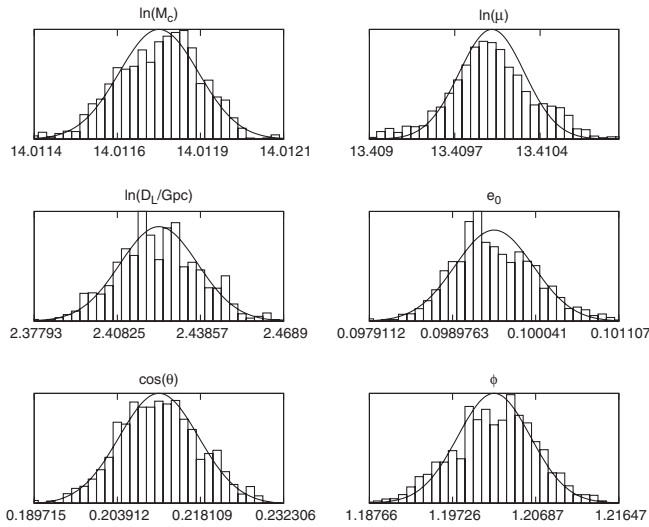 ln(M_c) ln(μ)
14.0114 14.0116 14.0119 14.0121 13.409 13.4097 13.4104
ln(D_L/Gpc) e_0
2.37793 2.40825 2.43857 2.4689 0.0979112 0.0989763 0.100041 0.101107
cos(θ) ϕ
0.189715 0.203912 0.218109 0.232306 1.18766 1.19726 1.20687 1.21647